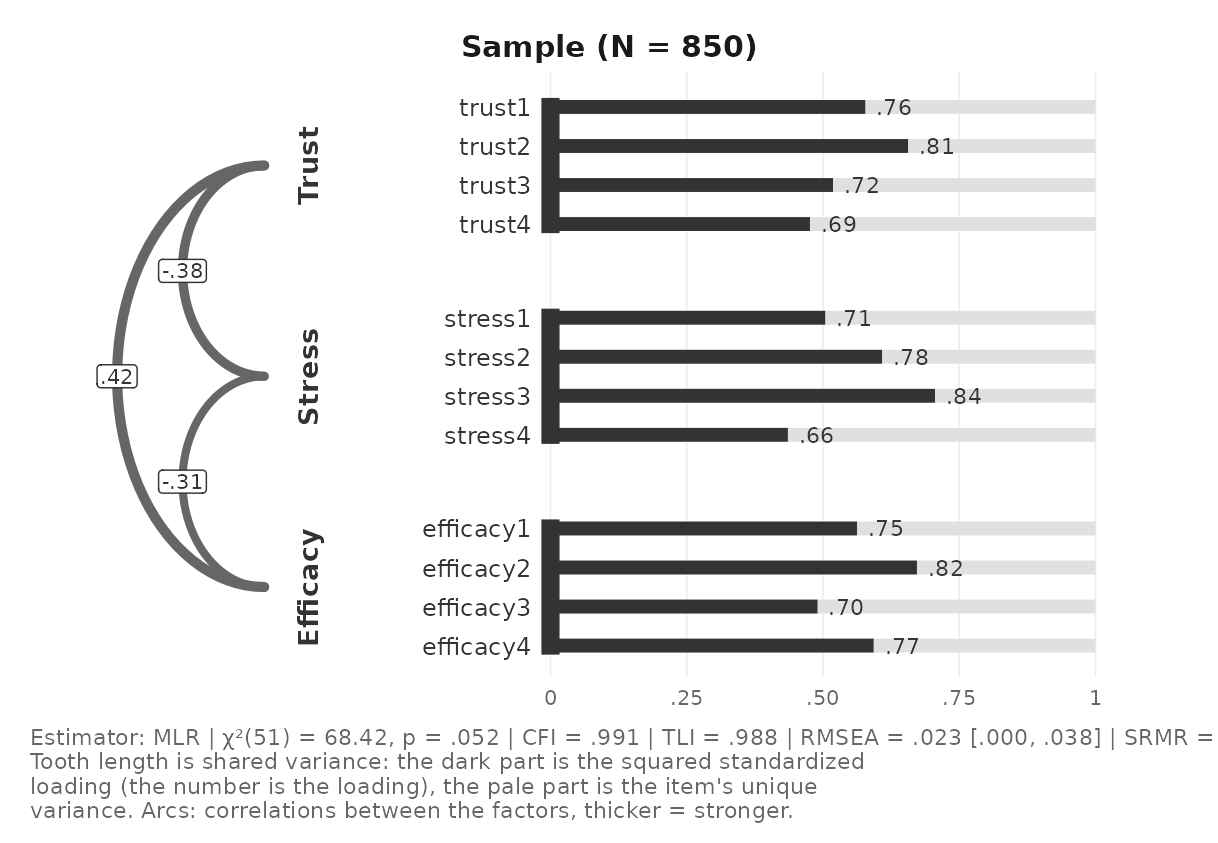 Sample (N = 850)
Trust
trust1 .76
trust2 .81
trust3 .72
trust4 .69
-.38
Stress
stress1 .71
stress2 .78
stress3 .84
stress4 .66
.42
-.31
Efficacy
efficacy1 .75
efficacy2 .82
efficacy3 .70
efficacy4 .77
0 .25 .50 .75 1
Estimator: MLR | χ²(51) = 68.42, p = .052 | CFI = .991 | TLI = .988 | RMSEA = .023 [.000, .038] | SRMR =
Tooth length is shared variance: the dark part is the squared standardized
loading (the number is the loading), the pale part is the item's unique
variance. Arcs: correlations between the factors, thicker = stronger.